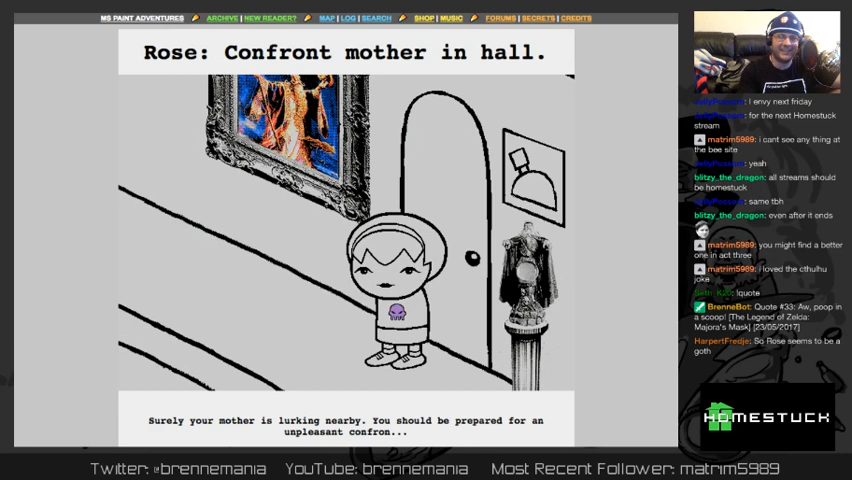 MS PAINT ADVENTURES ARCHIVE | NEW READER? MAP | LOG | SEARCH SHOP | MUSIC FORUMS | SECRETS | CREDITS
Rose: Confront mother in hall.
Surely your mother is lurking nearby. You should be prepared for an
unpleasant confron...
JellyPossum: I envy next friday
for the next Homestuck
stream
matrim5989: i cant see any thing at
the bee site
yeah
blitzy_the_dragon: all streams should
be homestuck
same tbh
blitzy_the_dragon: even after it ends
matrim5989: you might find a better
one in act three
matrim5989: i loved the cthulhu
joke
!quote
BrenneBot: Quote #33: Aw, poop in
a scoop! [The Legend of Zelda:
Majora's Mask] [23/05/2017]
HarpertFredje: So Rose seems to be a
goth
HOMESTUCK
Twitter: @brennemania YouTube: brennemania Most Recent Follower: matrim5989